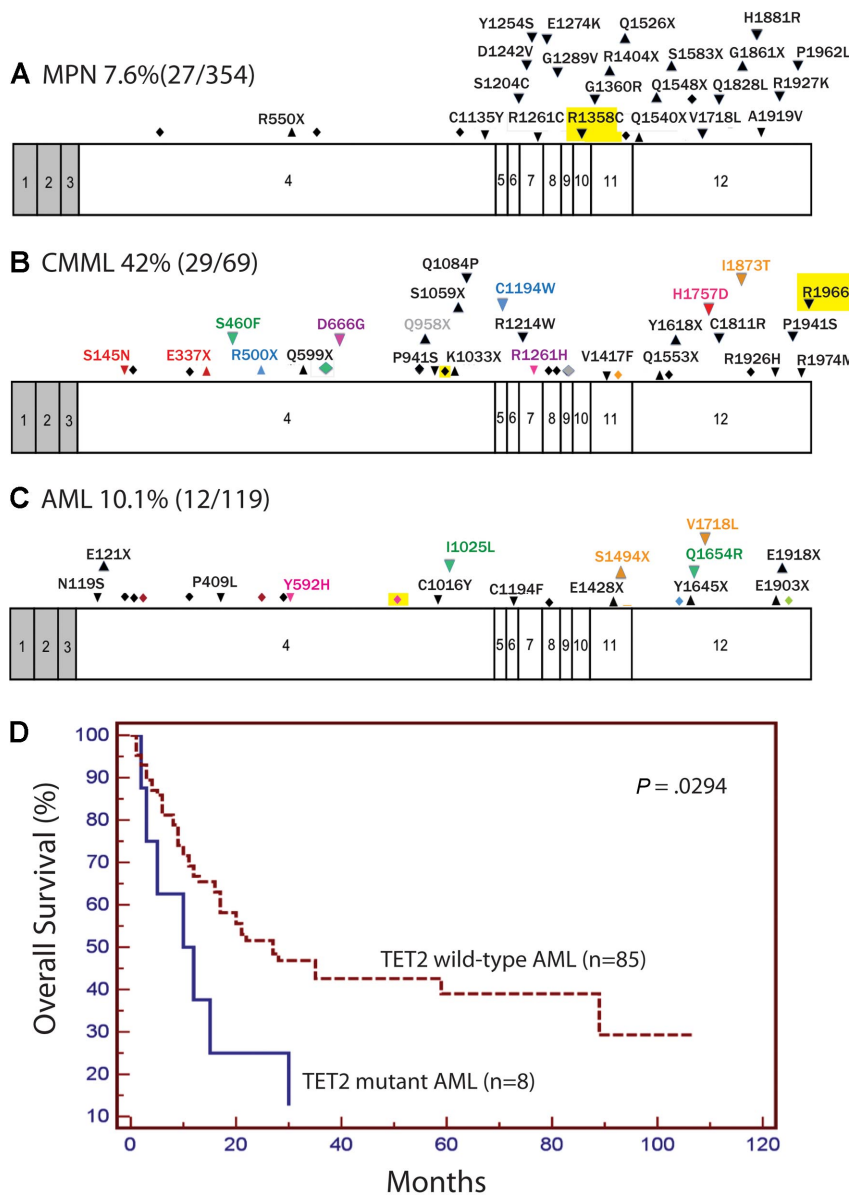 A MPN 7.6%(27/354)
Y1254S E1274K Q1526X H1881R
D1242V G1289V R1404X S1583X G1861X P1962L
S1204C G1360R Q1548X Q1828L R1927K
R550X C1135Y R1261C R1358C Q1540X V1718L A1919V
1 2 3 4 5 6 7 8 9 10 11 12
B CMML 42% (29/69)
Q1084P I1873T
S1059X C1194W H1757D R1966
S460F D666G Q958X R1214W Y1618X C1811R P1941S
S145N E337X R500X Q599X P941S K1033X R1261H V1417F Q1553X R1926H R1974M
1 2 3 4 5 6 7 8 9 10 11 12
C AML 10.1% (12/119)
V1718L
E121X I1025L S1494X Q1654R E1918X
N119S P409L Y592H C1016Y C1194F E1428X Y1645X E1903X
1 2 3 4 5 6 7 8 9 10 11 12
D
Overall Survival (%)
100
90
80
70
60
50
40
30
20
10
P = .0294
TET2 wild-type AML (n=85)
TET2 mutant AML (n=8)
0 20 40 60 80 100 120
Months